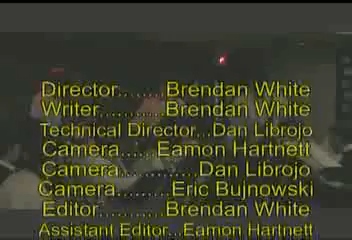 Director........Brendan White
Writer...........Brendan White
Technical Director...Dan Librojo
Camera......Eamon Hartnett
Camera............Dan Librojo
Camera.........Eric Bujnowski
Editor...........Brendan White
Assistant Editor...Eamon Hartnett